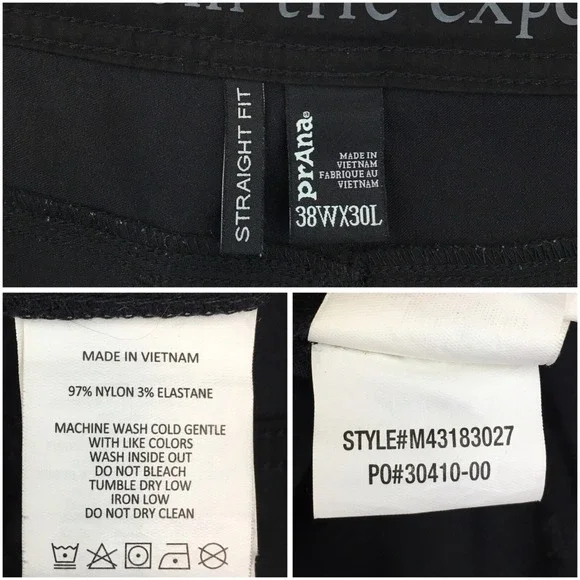 the expe
STRAIGHT FIT
prAna
MADE IN
VIETNAM
FABRIQUE AU
VIETNAM
38WX30L
MADE IN VIETNAM
97% NYLON 3% ELASTANE
MACHINE WASH COLD GENTLE
WITH LIKE COLORS
WASH INSIDE OUT
DO NOT BLEACH
TUMBLE DRY LOW
IRON LOW
DO NOT DRY CLEAN
STYLE#M43183027
PO#30410-00